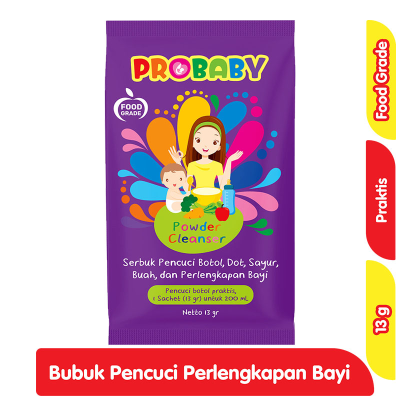 PROBABY
FOOD
GRADE
Powder
Cleanser
Serbuk Pencuci Botol, Dot, Sayur,
Buah, dan Perlengkapan Bayi
Pencuci botol praktis,
1 Sachet (13 gr) untuk 200 mL
Netto 13 gr
Food Grade
Praktis
13 g
Bubuk Pencuci Perlengkapan Bayi